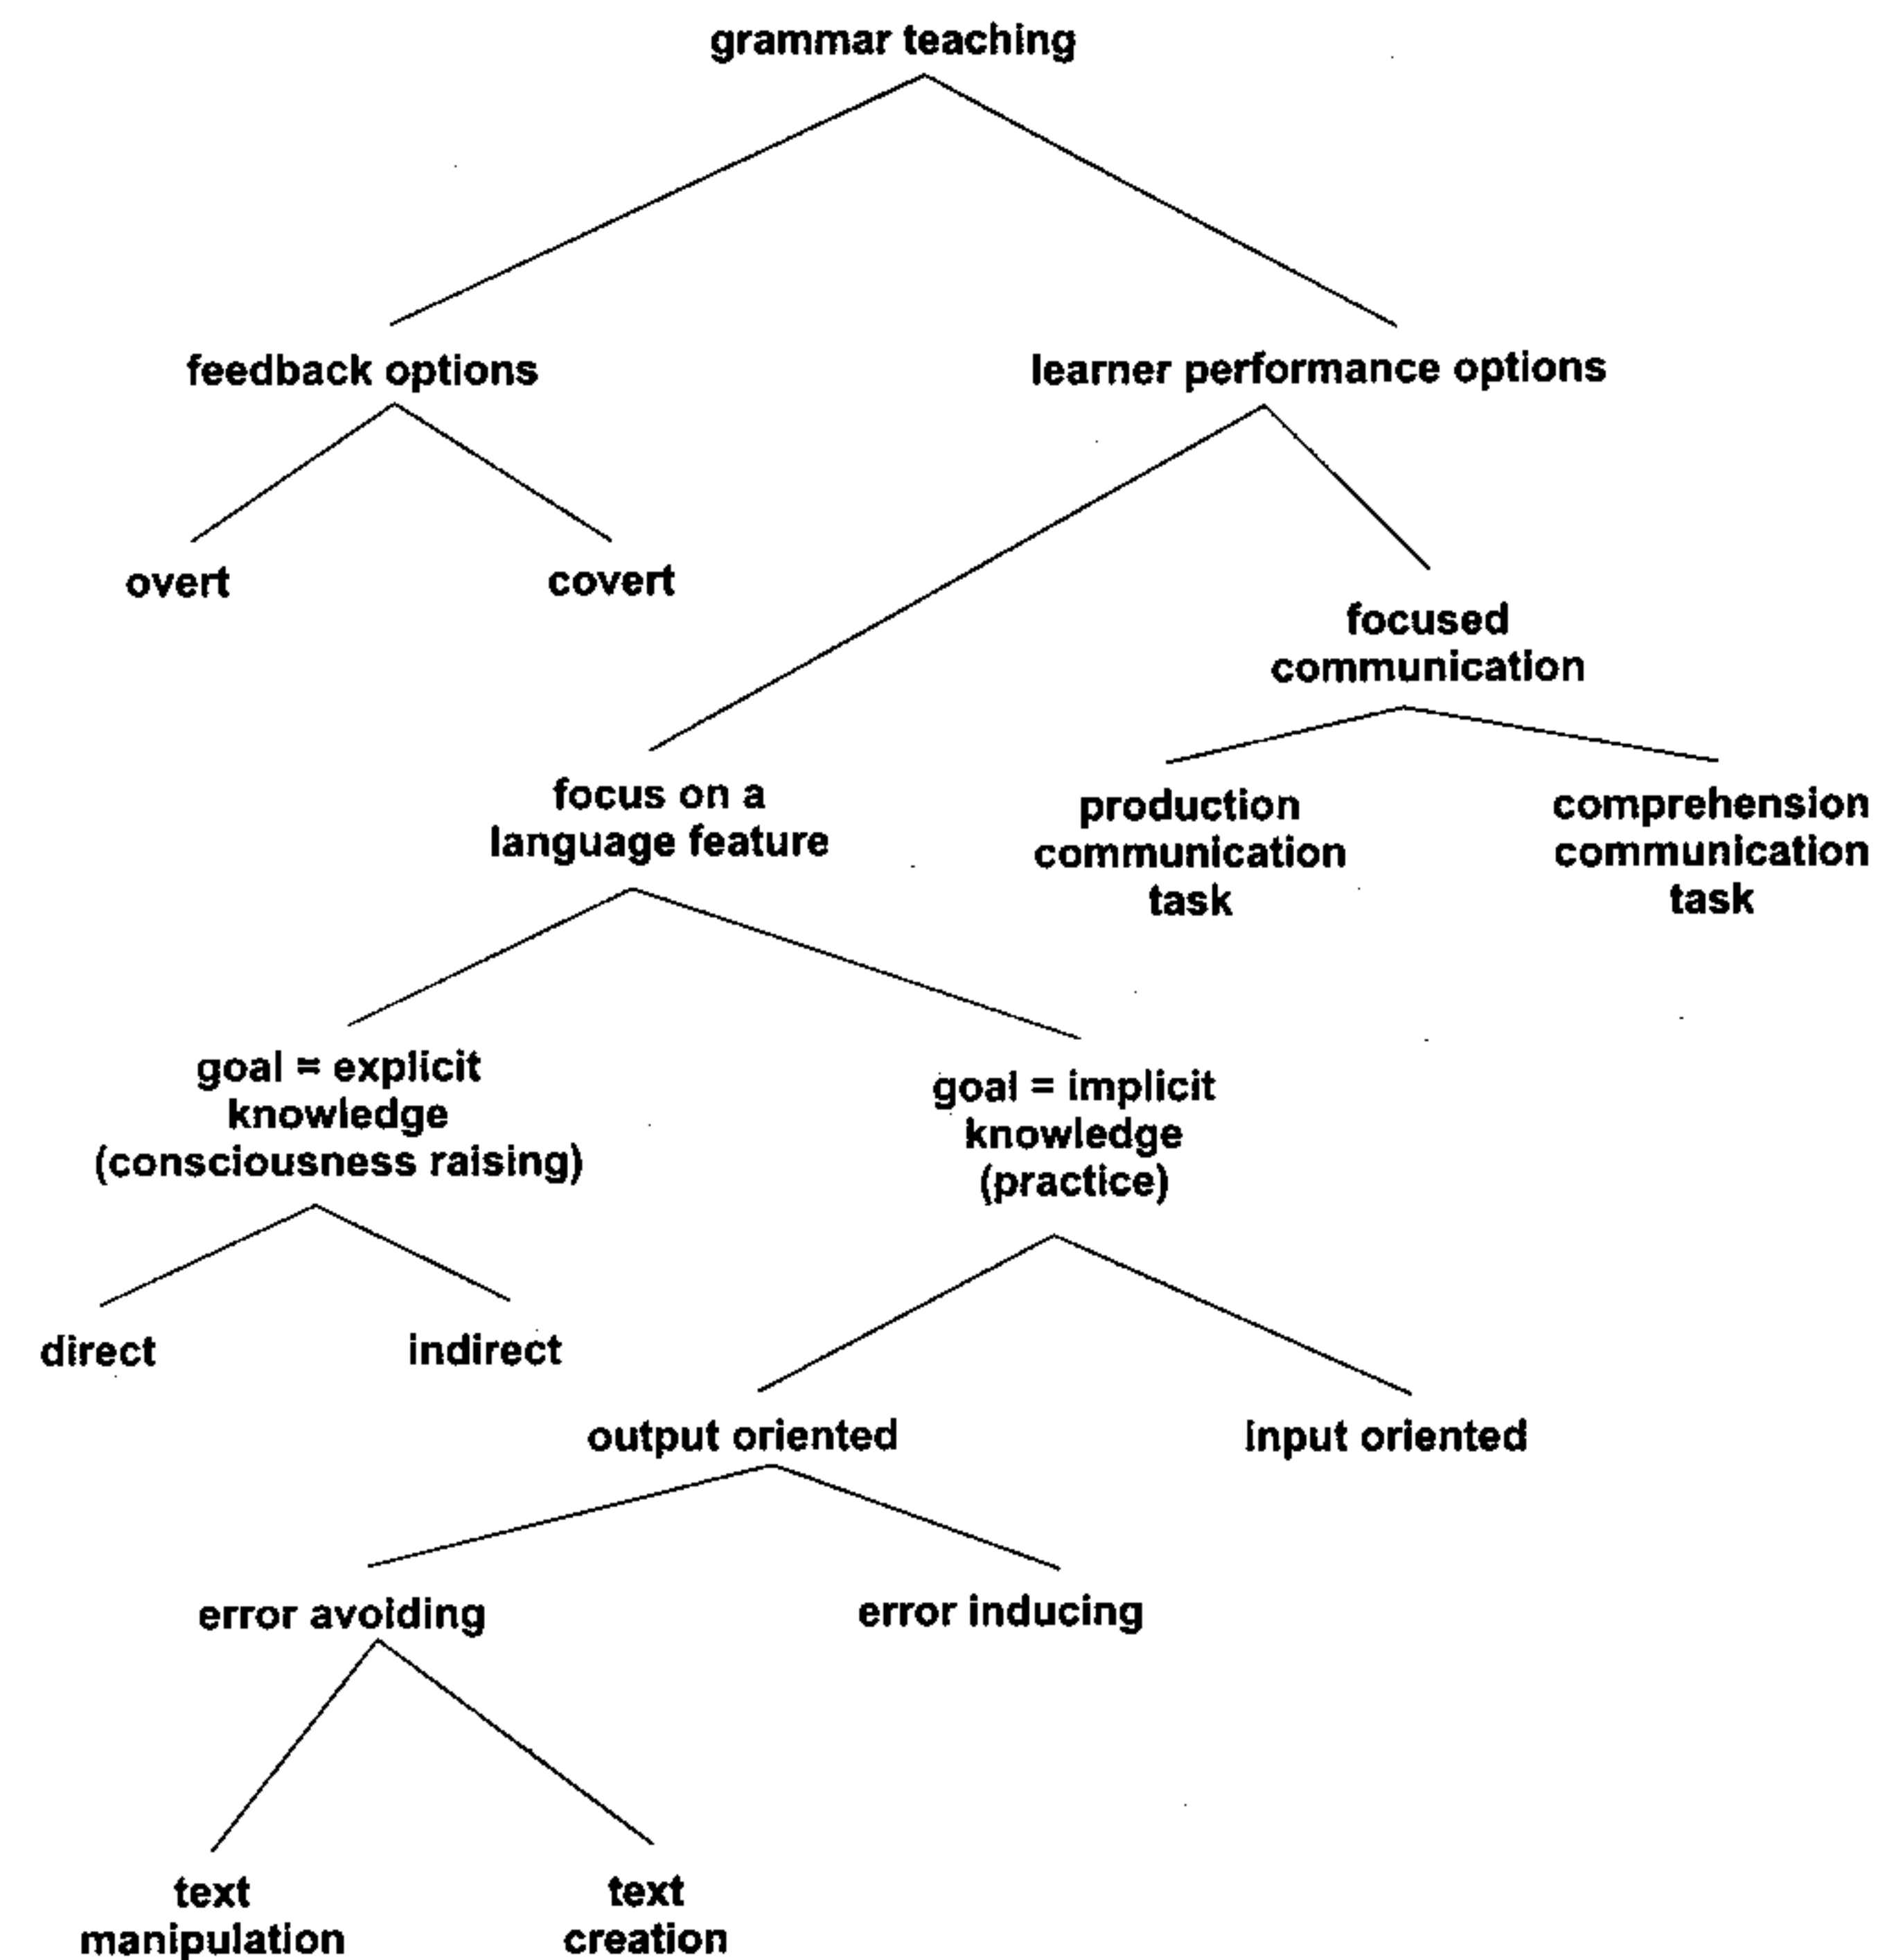 grammar teaching
feedback options
learner performance options
overt
covert
focused
communication
focus on a
language feature
production
communication
task
comprehension
communication
task
goal = explicit
knowledge
(consciousness raising)
goal = implicit
knowledge
(practice)
direct
indirect
output oriented
input oriented
error avoiding
error inducing
text
manipulation
text
creation